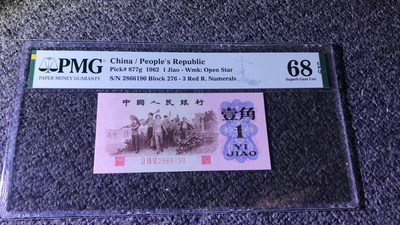 PMG
PAPER MONEY GUARANTY
China / People's Republic
Pick# 877g 1962 1 Jiao - Wmk: Open Star
S/N 2866190 Block 276 - 3 Red R. Numerals
68 EPQ
Superb Gem Unc
中國人民銀行
壹角
1
YI
JIAO
2866190